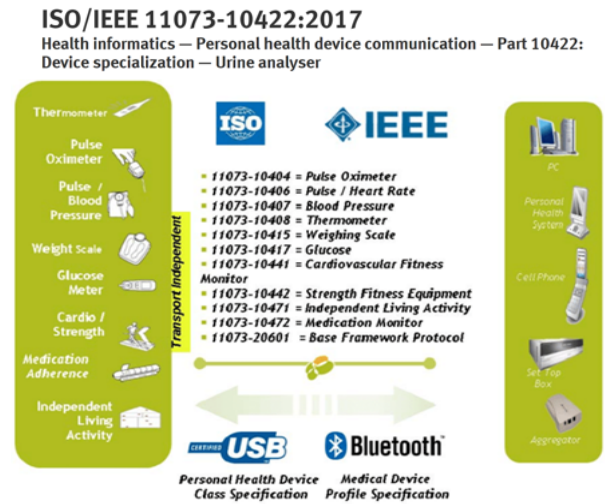 ISO/IEEE 11073-10422:2017
Health informatics — Personal health device communication — Part 10422:
Device specialization — Urine analyser
Thermometer
Pulse
Oximeter
Pulse /
Blood
Pressure
Weight Scale
Glucose
Meter
Cardio /
Strength
Medication
Adherence
Independent
Living
Activity
Transport Independent
ISO
IEEE
11073-10404 = Pulse Oximeter
11073-10406 = Pulse / Heart Rate
11073-10407 = Blood Pressure
11073-10408 = Thermometer
11073-10415 = Weighing Scale
11073-10417 = Glucose
11073-10441 = Cardiovascular Fitness
Monitor
11073-10442 = Strength Fitness Equipment
11073-10471 = Independent Living Activity
11073-10472 = Medication Monitor
11073-20601 = Base Framework Protocol
CERTIFIED USB
Personal Health Device
Class Specification
Bluetooth
Medical Device
Profile Specification
PC
Personal
Health
System
Cell Phone
Set Top
Box
Aggregator